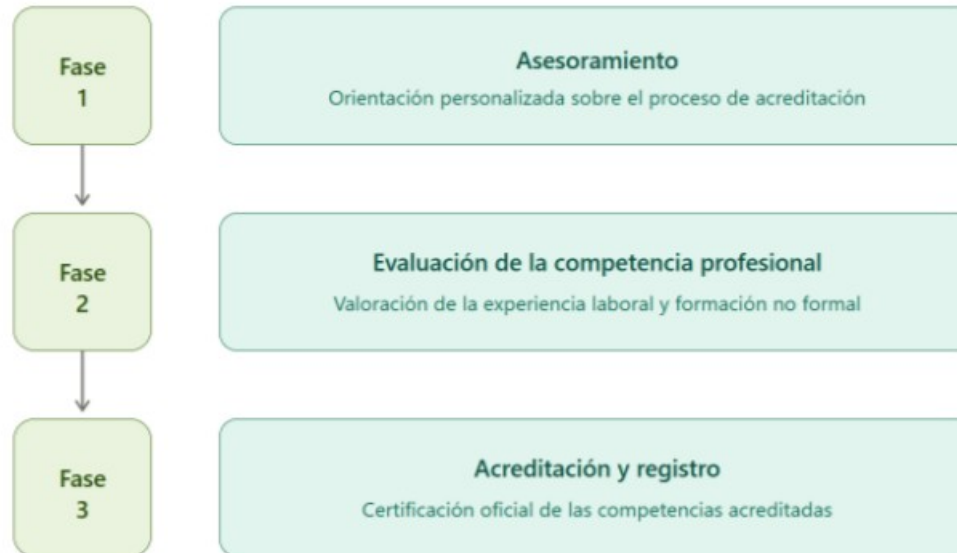 Fase
1
Asesoramiento
Orientación personalizada sobre el proceso de acreditación
Fase
2
Evaluación de la competencia profesional
Valoración de la experiencia laboral y formación no formal
Fase
3
Acreditación y registro
Certificación oficial de las competencias acreditadas